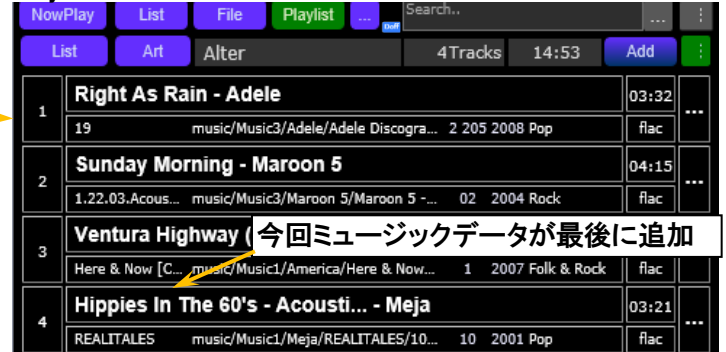 NowPlay List File Playlist ... Doff Search.. ... ⋮
List Art Alter 4Tracks 14:53 Add ⋮
1 Right As Rain - Adele 03:32 ...
19 music/Music3/Adele/Adele Discogra... 2 205 2008 Pop flac
2 Sunday Morning - Maroon 5 04:15 ...
1.22.03.Acous... music/Music3/Maroon 5/Maroon 5 -... 02 2004 Rock flac
3 Ventura Highway (
今回ミュージックデータが最後に追加
Here & Now [C... music/Music1/America/Here & Now... 1 2007 Folk & Rock flac
4 Hippies In The 60's - Acousti... - Meja 03:21 ...
REALITALES music/Music1/Meja/REALITALES/10... 10 2001 Pop flac